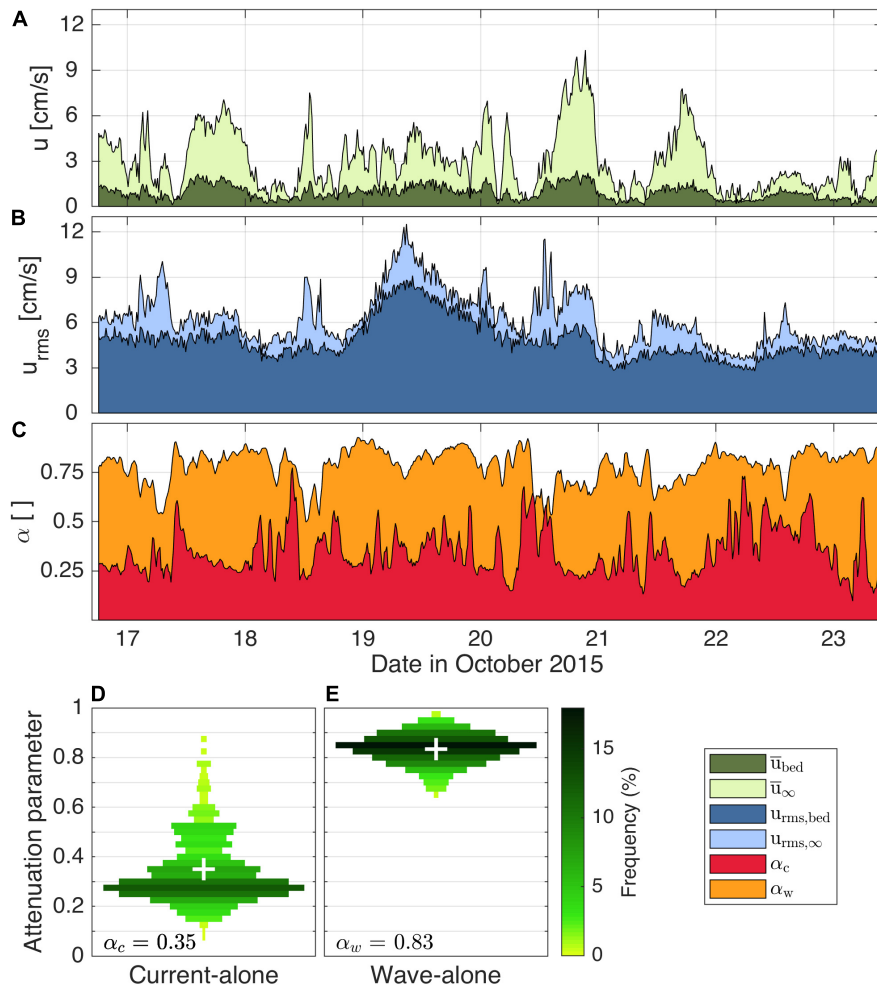 A
12
9
6
3
0
u [cm/s]
B
12
9
6
3
0
u_rms [cm/s]
C
0.75
0.5
0.25
α [ ]
17 18 19 20 21 22 23
Date in October 2015
D
E
1
0.8
0.6
0.4
0.2
0
Attenuation parameter
α_c = 0.35
α_w = 0.83
Current-alone
Wave-alone
15
10
5
0
Frequency (%)
u̅_bed
u̅_∞
u_rms,bed
u_rms,∞
α_c
α_w